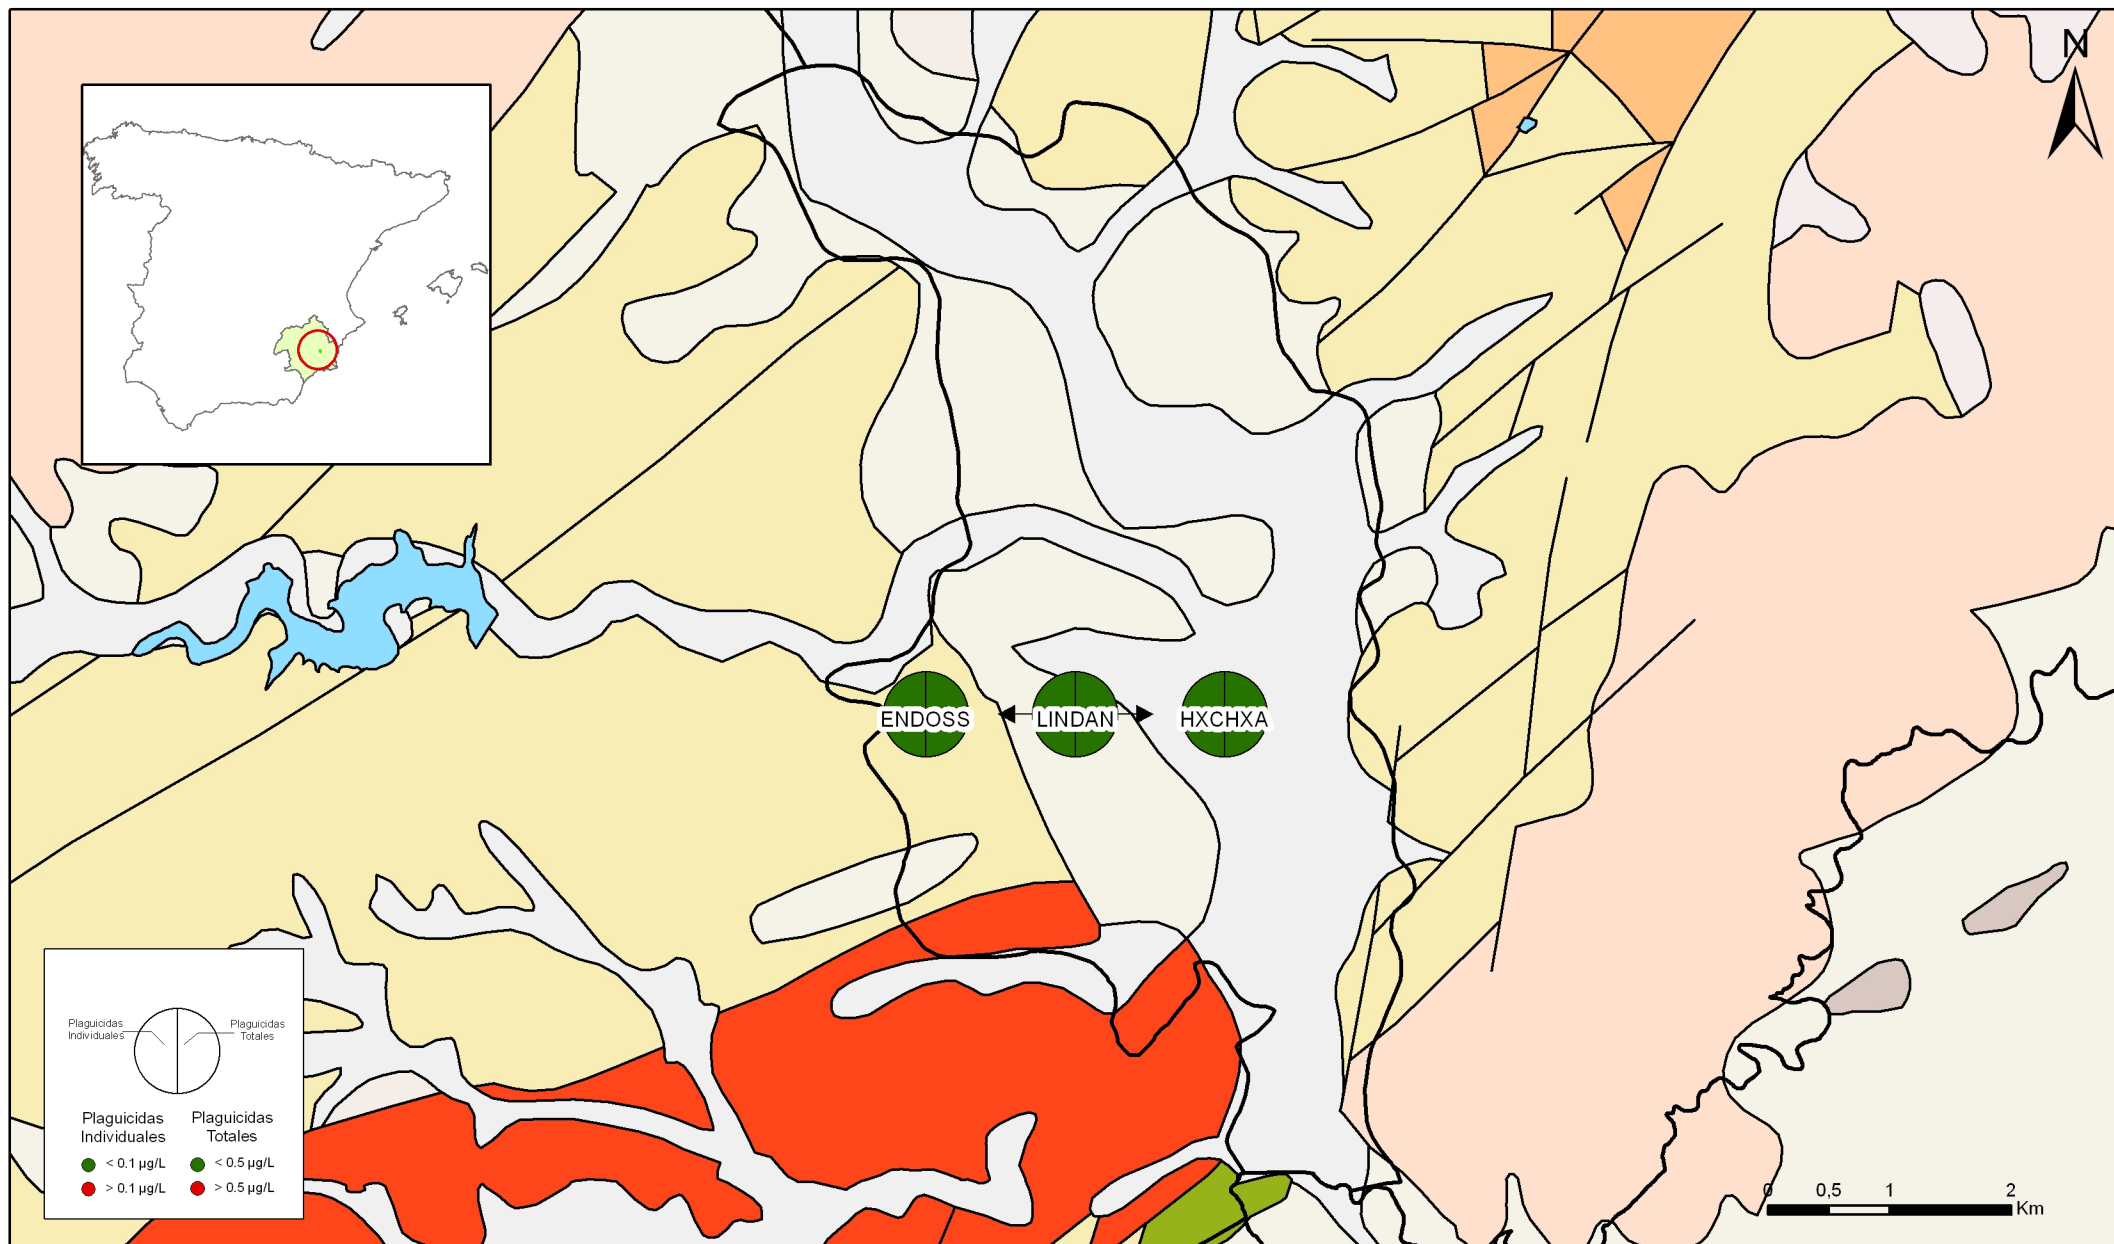 N
ENDOSS
LINDAN
HXCHXA
Plaguicidas
Individuales
Plaguicidas
Totales
Plaguicidas
Individuales
Plaguicidas
Totales
< 0.1 µg/L
< 0.5 µg/L
> 0.1 µg/L
> 0.5 µg/L
0 0,5 1 2
Km